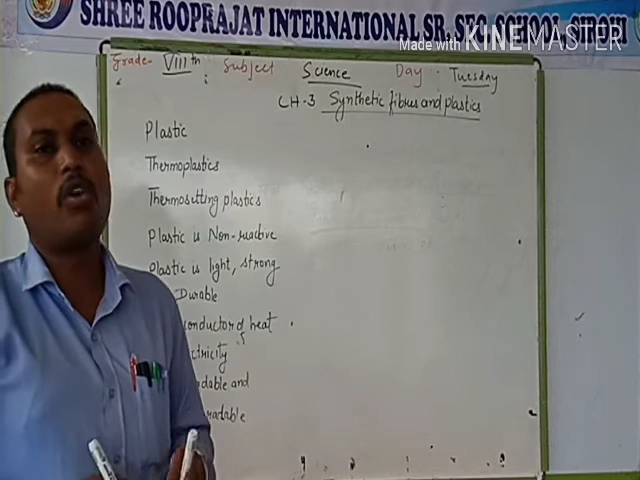 SHREE ROOPRAJAT INTERNATIONAL SR. SEC. SCHOOL, SIROHI
Made with KINEMASTER
Grade- VIIIth : Subject Science Day : Tuesday
CH-3 Synthetic fibres and plastics
Plastic
Thermoplastics
Thermosetting plastics
Plastic is Non-reactive
Plastic is light, strong
Durable
conductor of heat
ctricity
dable and
radable